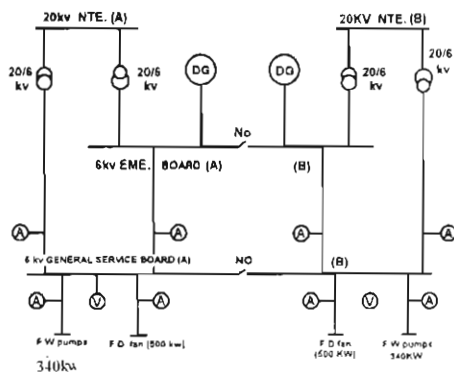 20kv NTE. (A)
20KV NTE. (B)
20/6 kv
20/6 kv
DG
DG
20/6 kv
20/6 kv
NO
6kv EME. BOARD (A)
(B)
A
A
A
A
6 kv GENERAL SERVICE BOARD (A)
NO
(B)
A
V
A
A
V
A
F W pumps
340kw
F D fan (500 kw)
F D fan
(500 KW)
F W pumps
340KW